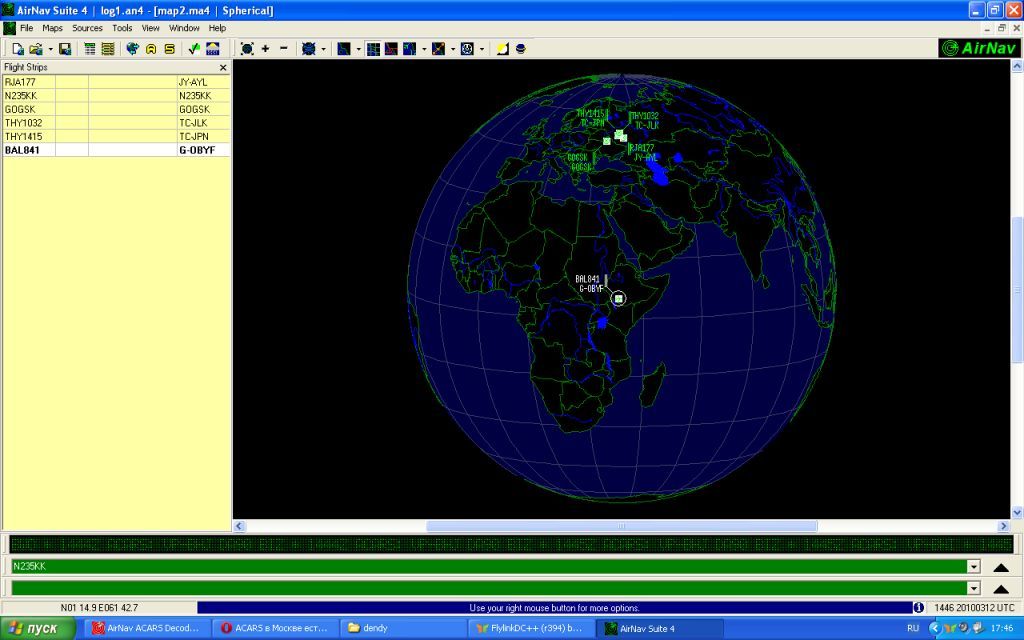 AirNav Suite 4 | log1.an4 - [map2.ma4 | Spherical]
File Maps Sources Tools View Window Help
AirNav
Flight Strips
RJA177 JY-AYL
N235KK N235KK
GOGSK GOGSK
THY1032 TC-JLK
THY1415 TC-JPN
BAL841 G-OBYF
THY1415
TC-JPN
THY1032
TC-JLK
RJA177
JY-AYL
GOGSK
GOGSK
BAL841
G-OBYF
N235KK
N01 14.9 E061 42.7
Use your right mouse button for more options.
1446 20100312 UTC
пуск
AirNav ACARS Decod...
ACARS в Москве ест...
dendy
FlylinkDC++ (r394) b...
AirNav Suite 4
RU
17:46